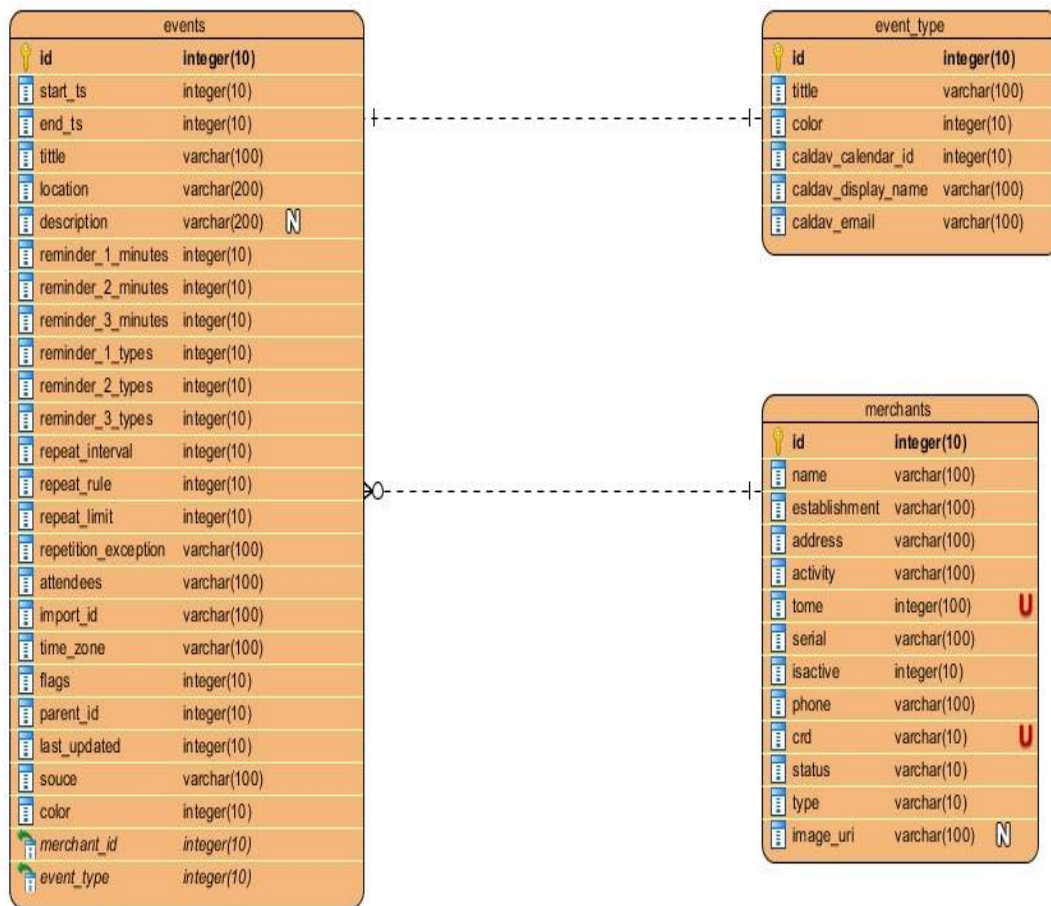 events
id integer(10)
start_ts integer(10)
end_ts integer(10)
tittle varchar(100)
location varchar(200)
description varchar(200) N
reminder_1_minutes integer(10)
reminder_2_minutes integer(10)
reminder_3_minutes integer(10)
reminder_1_types integer(10)
reminder_2_types integer(10)
reminder_3_types integer(10)
repeat_interval integer(10)
repeat_rule integer(10)
repeat_limit integer(10)
repetition_exception varchar(100)
attendees varchar(100)
import_id varchar(100)
time_zone varchar(100)
flags integer(10)
parent_id integer(10)
last_updated integer(10)
souce varchar(100)
color integer(10)
merchant_id integer(10)
event_type integer(10)
event_type
id integer(10)
tittle varchar(100)
color integer(10)
caldav_calendar_id integer(10)
caldav_display_name varchar(100)
caldav_email varchar(100)
merchants
id integer(10)
name varchar(100)
establishment varchar(100)
address varchar(100)
activity varchar(100)
tome integer(100) U
serial varchar(100)
isactive integer(10)
phone varchar(100)
crd varchar(10) U
status varchar(10)
type varchar(10)
image_uri varchar(100) N